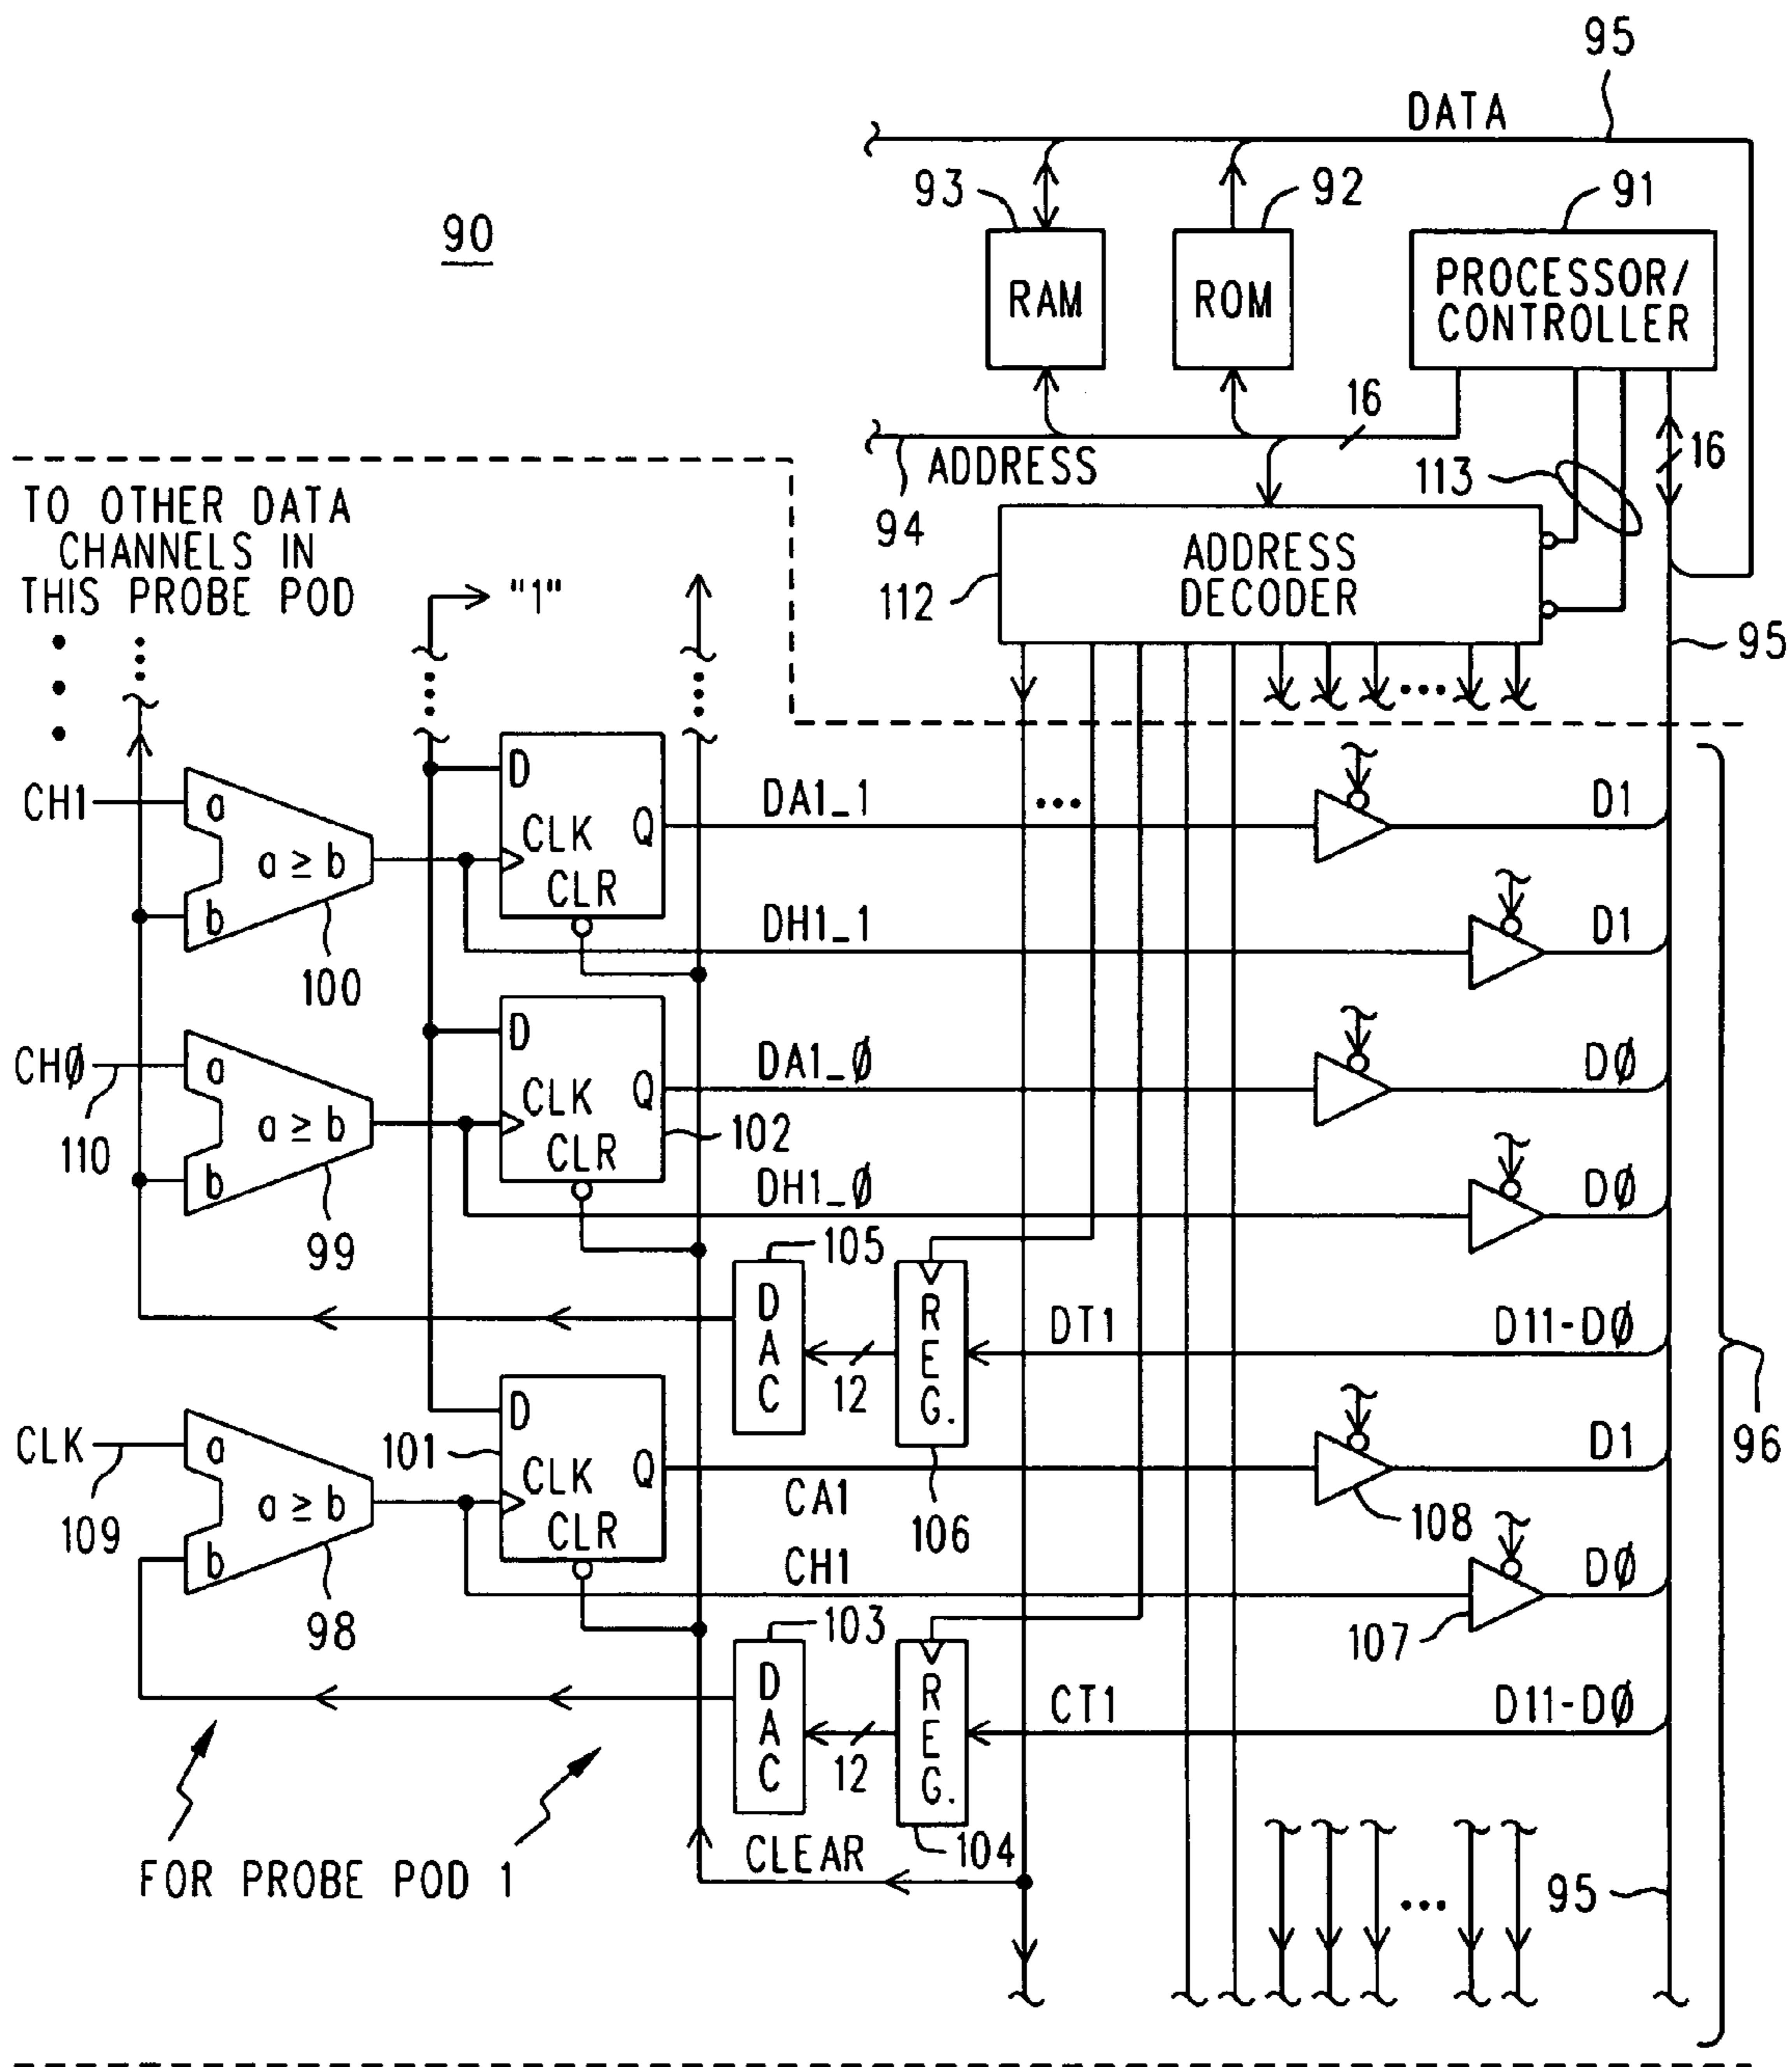 95
DATA
93
92
91
90
RAM
ROM
PROCESSOR/
CONTROLLER
16
16
ADDRESS
113
94
TO OTHER DATA
CHANNELS IN
THIS PROBE POD
"1"
112
ADDRESS
DECODER
95
CH1
a
a ≥ b
b
100
D
CLK
CLR
Q
DA1_1
D1
DH1_1
D1
CHØ
110
a
a ≥ b
b
99
D
CLK
CLR
Q
102
DA1_Ø
DØ
DH1_Ø
DØ
105
DAC
12
REG.
106
DT1
D11-DØ
96
CLK
109
a
a ≥ b
b
98
101
D
CLK
CLR
Q
CA1
108
D1
CH1
107
DØ
103
DAC
12
REG.
104
CT1
D11-DØ
CLEAR
FOR PROBE POD 1
95